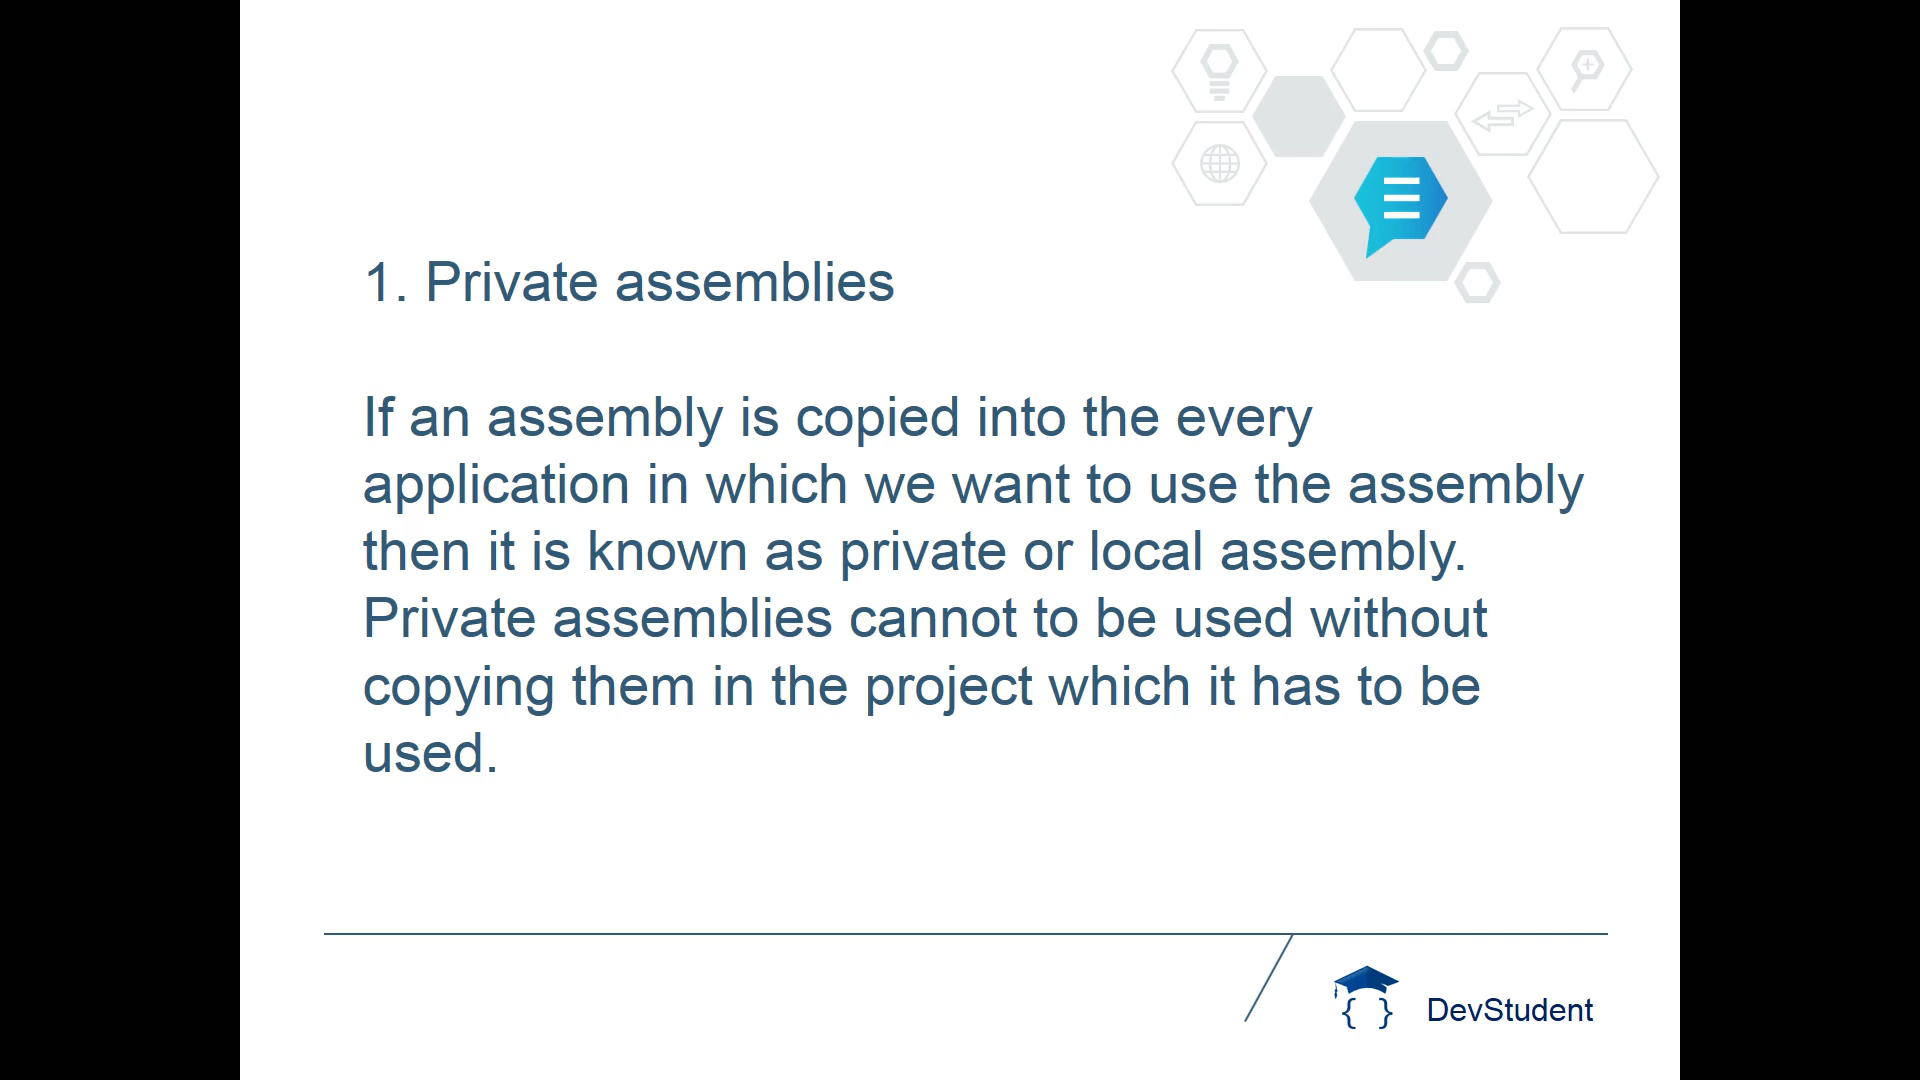 1. Private assemblies
If an assembly is copied into the every
application in which we want to use the assembly
then it is known as private or local assembly.
Private assemblies cannot to be used without
copying them in the project which it has to be
used.
{ } DevStudent